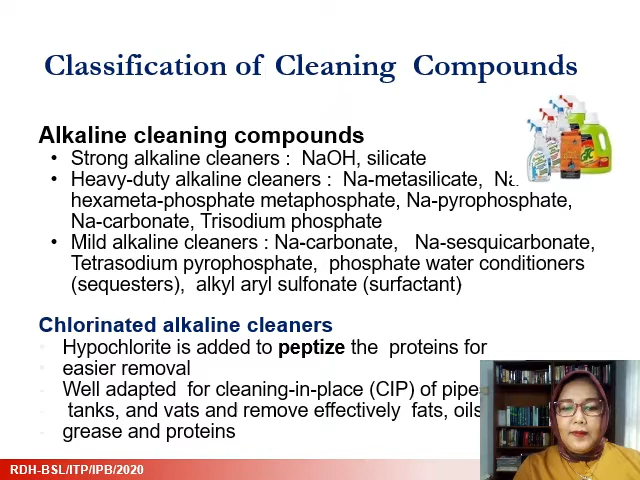 Classification of Cleaning Compounds
Alkaline cleaning compounds
• Strong alkaline cleaners : NaOH, silicate
• Heavy-duty alkaline cleaners : Na-metasilicate, Na
hexameta-phosphate metaphosphate, Na-pyrophosphate,
Na-carbonate, Trisodium phosphate
• Mild alkaline cleaners : Na-carbonate, Na-sesquicarbonate,
Tetrasodium pyrophosphate, phosphate water conditioners
(sequesters), alkyl aryl sulfonate (surfactant)
Chlorinated alkaline cleaners
Hypochlorite is added to peptize the proteins for
easier removal
Well adapted for cleaning-in-place (CIP) of pipe
tanks, and vats and remove effectively fats, oils
grease and proteins
RDH-BSL/ITP/IPB/2020